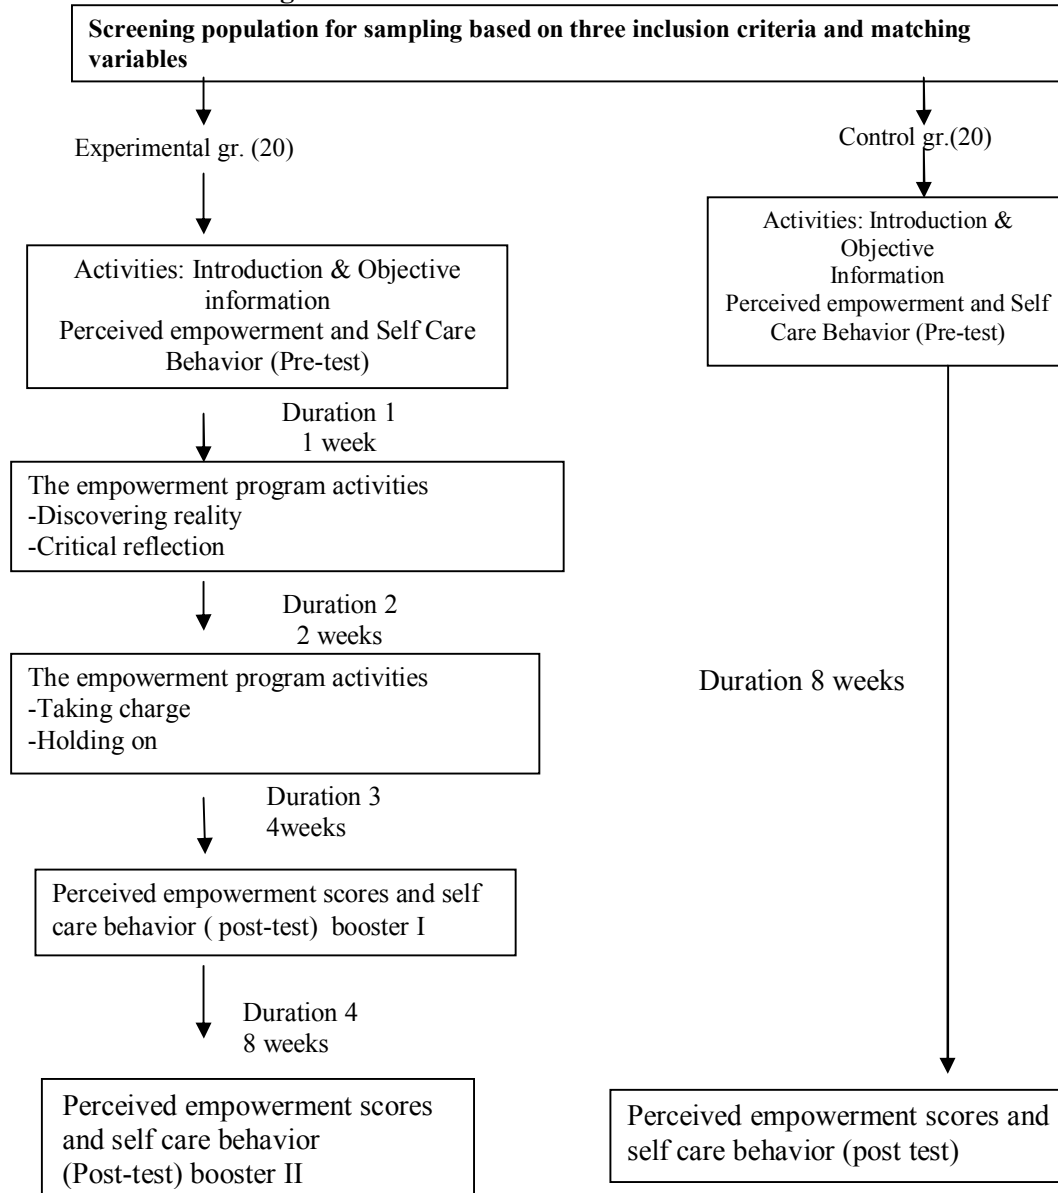 Screening population for sampling based on three inclusion criteria and matching
variables
Experimental gr. (20)
Control gr.(20)
Activities: Introduction & Objective
information
Perceived empowerment and Self Care
Behavior (Pre-test)
Activities: Introduction &
Objective
Information
Perceived empowerment and Self
Care Behavior (Pre-test)
Duration 1
1 week
The empowerment program activities
-Discovering reality
-Critical reflection
Duration 2
2 weeks
The empowerment program activities
-Taking charge
-Holding on
Duration 8 weeks
Duration 3
4weeks
Perceived empowerment scores and self
care behavior ( post-test) booster I
Duration 4
8 weeks
Perceived empowerment scores
and self care behavior
(Post-test) booster II
Perceived empowerment scores and
self care behavior (post test)